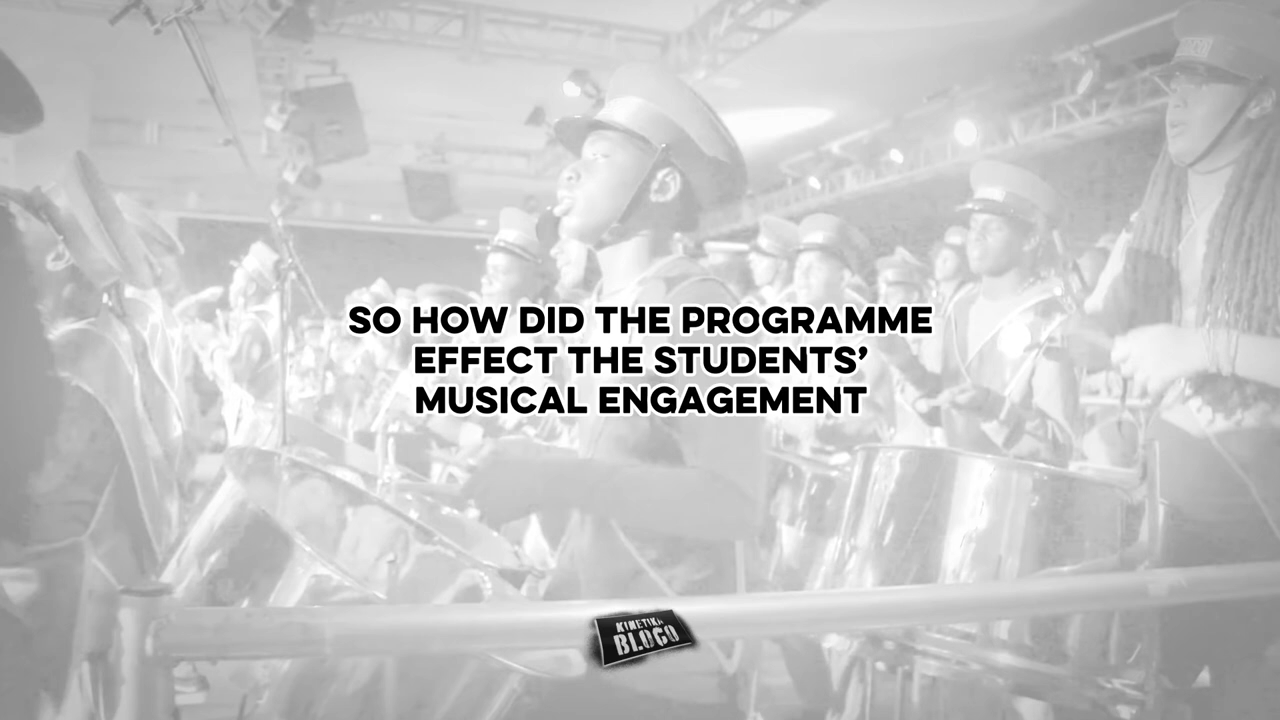 SO HOW DID THE PROGRAMME
EFFECT THE STUDENTS’
MUSICAL ENGAGEMENT
KINETIKA
BLOCO